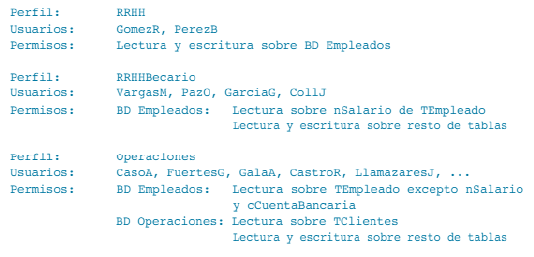 Perfil: RRHH
Usuarios: GomezR, PerezB
Permisos: Lectura y escritura sobre BD Empleados
Perfil: RRHHBecario
Usuarios: VargasM, PazO, GarciaG, CollJ
Permisos: BD Empleados: Lectura sobre nSalario de TEmpleado
Lectura y escritura sobre resto de tablas
Perfil: Operaciones
Usuarios: CasoA, FuertesG, GalaA, CastroR, LlamazaresJ, ...
Permisos: BD Empleados: Lectura sobre TEmpleado excepto nSalario
y cCuentaBancaria
BD Operaciones: Lectura sobre TClientes
Lectura y escritura sobre resto de tablas